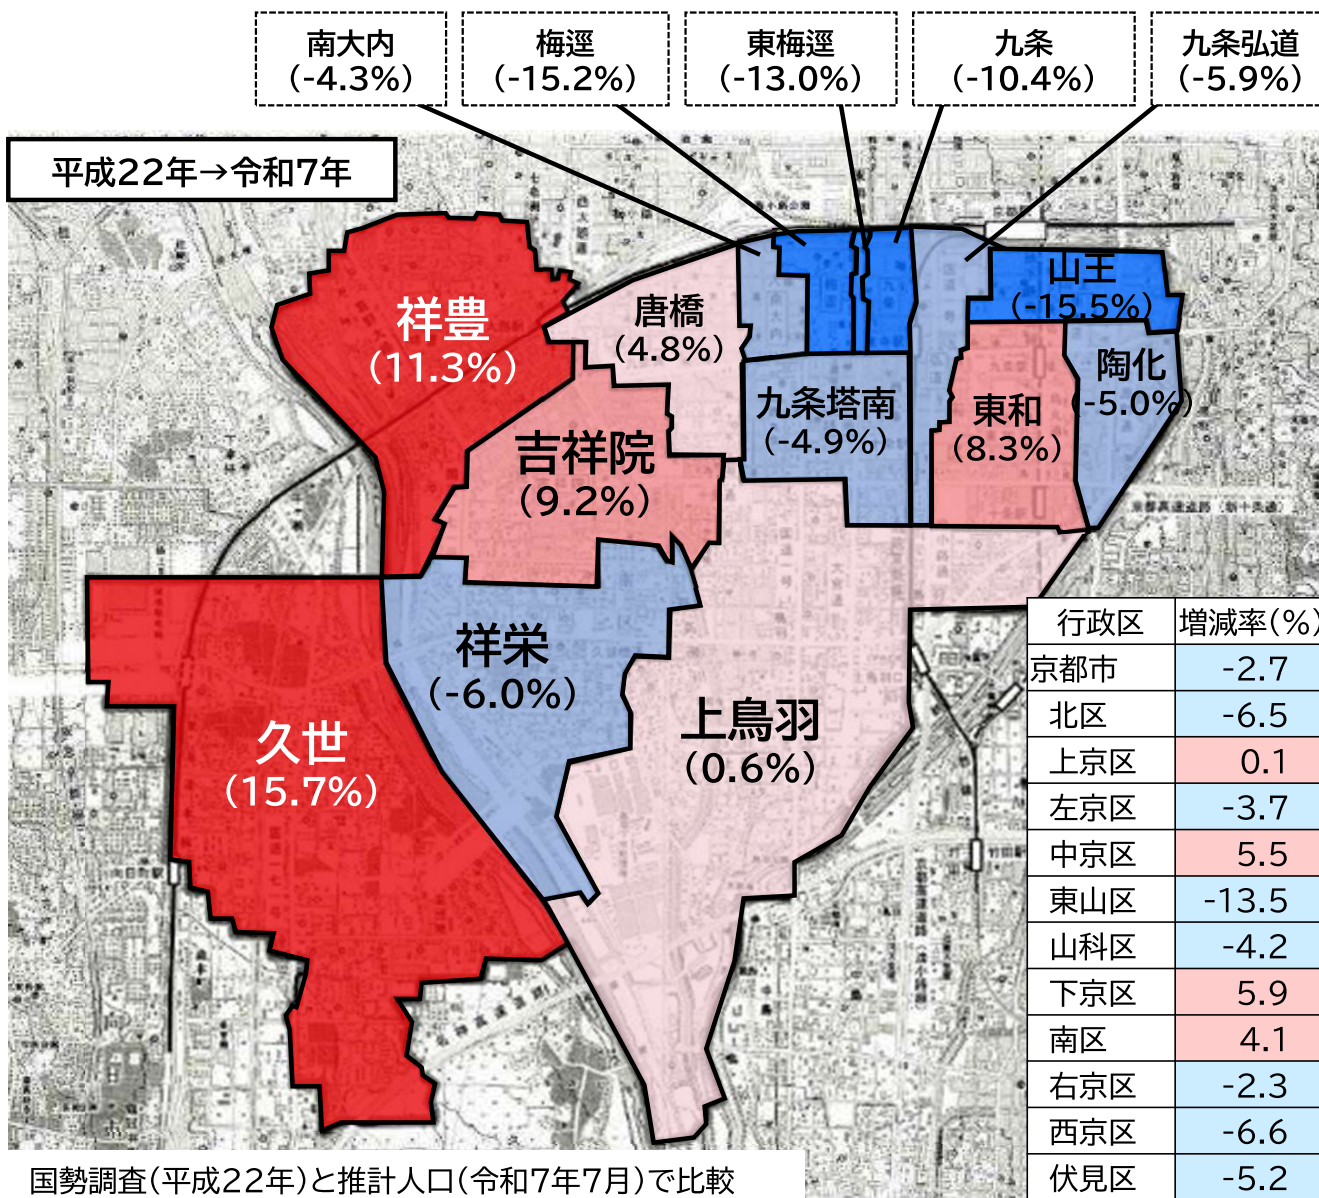 南大内
(-4.3%)
梅逕
(-15.2%)
東梅逕
(-13.0%)
九条
(-10.4%)
九条弘道
(-5.9%)
平成22年→令和7年
祥豊
(11.3%)
唐橋
(4.8%)
山王
(-15.5%)
陶化
(-5.0%)
九条塔南
(-4.9%)
東和
(8.3%)
吉祥院
(9.2%)
祥栄
(-6.0%)
上鳥羽
(0.6%)
久世
(15.7%)
行政区 増減率(%)
京都市 -2.7
北区 -6.5
上京区 0.1
左京区 -3.7
中京区 5.5
東山区 -13.5
山科区 -4.2
下京区 5.9
南区 4.1
右京区 -2.3
西京区 -6.6
伏見区 -5.2
国勢調査(平成22年)と推計人口(令和7年7月)で比較